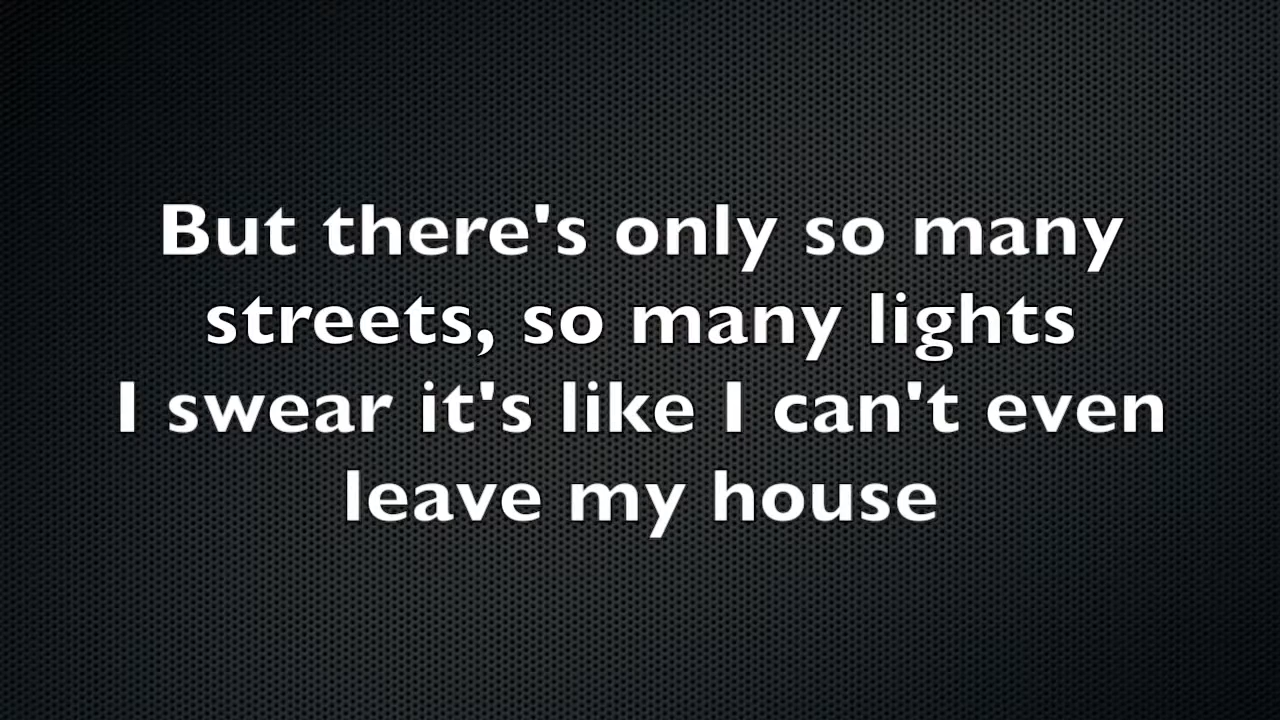 But there's only so many
streets, so many lights
I swear it's like I can't even
leave my house